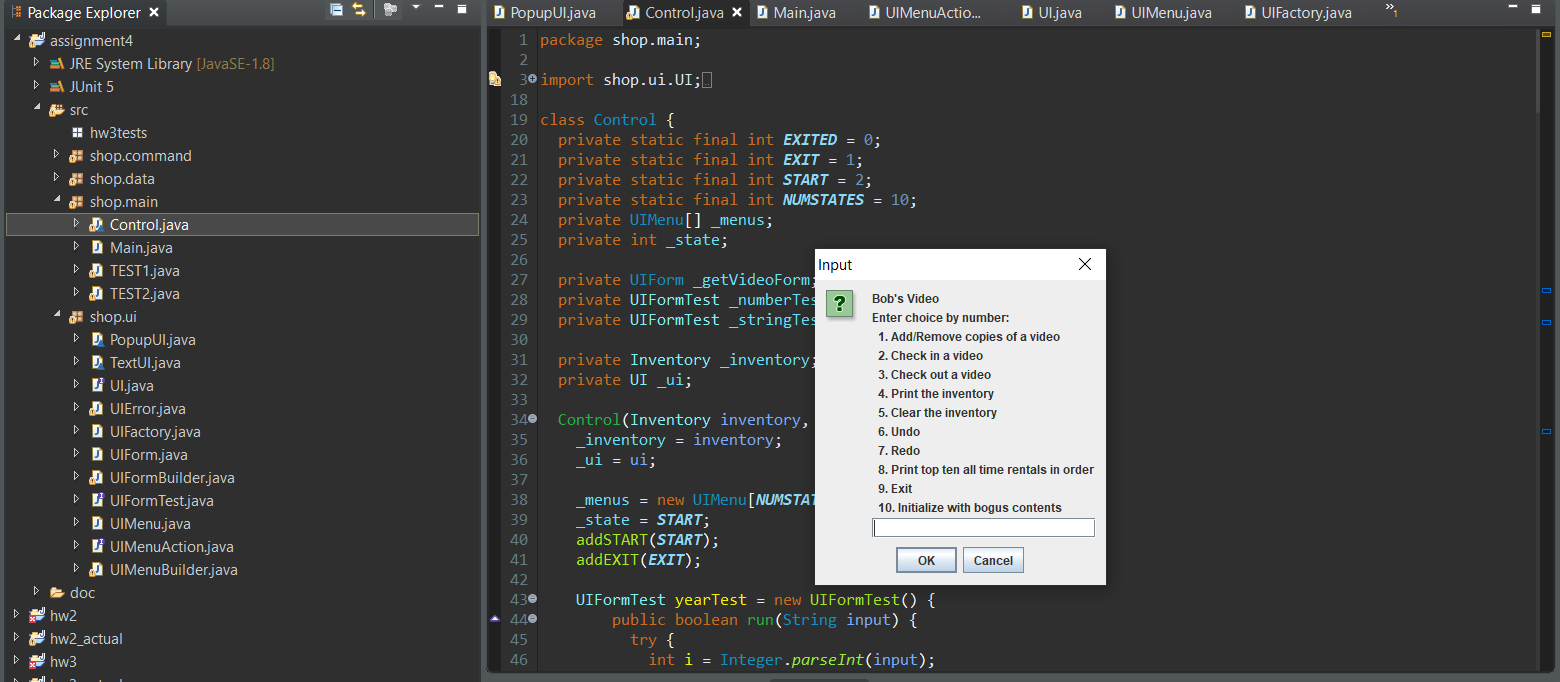 Package Explorer
assignment4
JRE System Library [JavaSE-1.8]
JUnit 5
src
hw3tests
shop.command
shop.data
shop.main
Control.java
Main.java
TEST1.java
TEST2.java
shop.ui
PopupUI.java
TextUI.java
UI.java
UIError.java
UIFactory.java
UIForm.java
UIFormBuilder.java
UIFormTest.java
UIMenu.java
UIMenuAction.java
UIMenuBuilder.java
doc
hw2
hw2_actual
hw3
PopupUI.java Control.java Main.java UIMenuActio... UI.java UIMenu.java UIFactory.java »1
1 package shop.main;
2
3 import shop.ui.UI;
18
19 class Control {
20 private static final int EXITED = 0;
21 private static final int EXIT = 1;
22 private static final int START = 2;
23 private static final int NUMSTATES = 10;
24 private UIMenu[] _menus;
25 private int _state;
26
27 private UIForm _getVideoForm;
28 private UIFormTest _numberTes
29 private UIFormTest _stringTes
30
31 private Inventory _inventory;
32 private UI _ui;
33
34 Control(Inventory inventory,
35 _inventory = inventory;
36 _ui = ui;
37
38 _menus = new UIMenu[NUMSTAT
39 _state = START;
40 addSTART(START);
41 addEXIT(EXIT);
42
43 UIFormTest yearTest = new UIFormTest() {
44 public boolean run(String input) {
45 try {
46 int i = Integer.parseInt(input);
Input
?
Bob's Video
Enter choice by number:
1. Add/Remove copies of a video
2. Check in a video
3. Check out a video
4. Print the inventory
5. Clear the inventory
6. Undo
7. Redo
8. Print top ten all time rentals in order
9. Exit
10. Initialize with bogus contents
OK Cancel